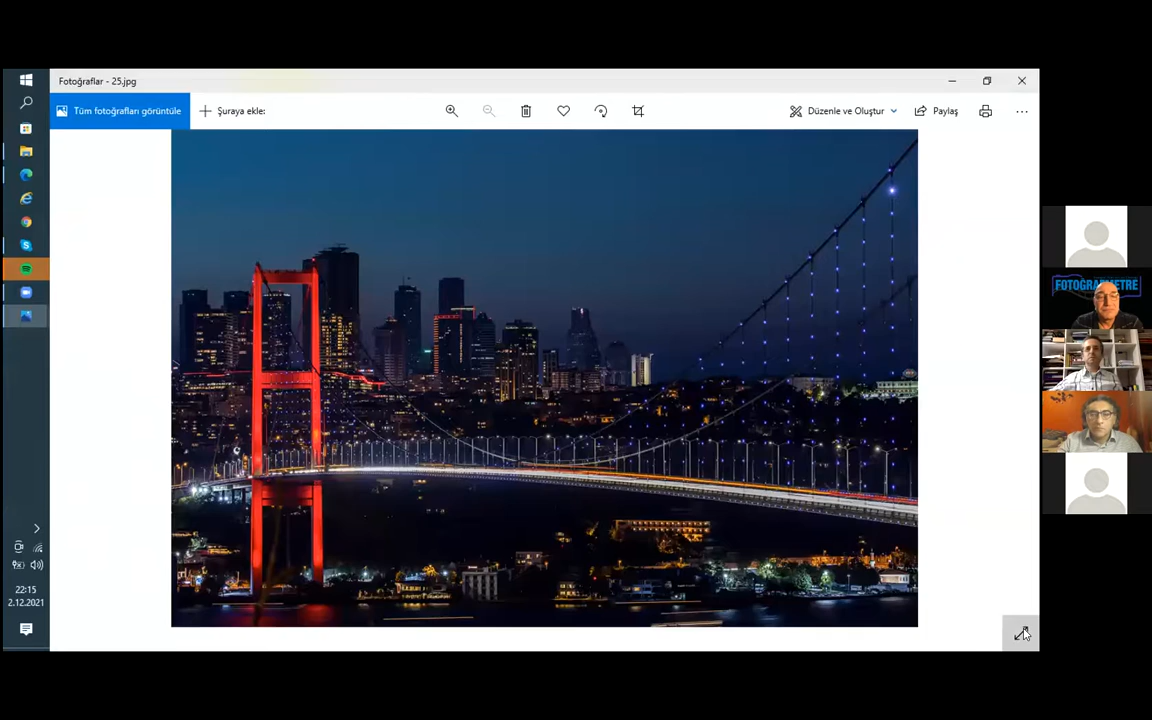 Fotoğraflar - 25.jpg
Tüm fotoğrafları görüntüle
Şuraya ekle:
Düzenle ve Oluştur
Paylaş
FOTOGRAFMETRE
22:15
2.12.2021